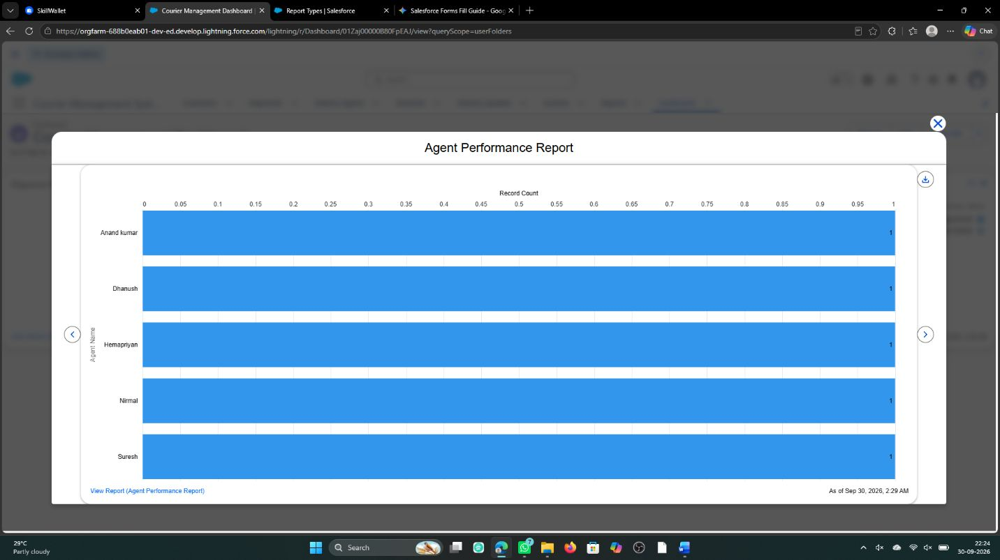 SkillWallet
Courier Management Dashboard |
Report Types | Salesforce
Salesforce Forms Fill Guide - Goog
https://orgfarm-688b0eab01-dev-ed.develop.lightning.force.com/lightning/r/Dashboard/01Zaj00000B80FpEAJ/view?queryScope=userFolders
Chat
Agent Performance Report
Record Count
0 0.05 0.1 0.15 0.2 0.25 0.3 0.35 0.4 0.45 0.5 0.55 0.6 0.65 0.7 0.75 0.8 0.85 0.9 0.95 1
Agent Name
Anand kumar 1
Dhanush 1
Hemapriyan 1
Nirmal 1
Suresh 1
View Report (Agent Performance Report)
As of Sep 30, 2026, 2:29 AM
29°C
Partly cloudy
Search
7
22:24
30-09-2026